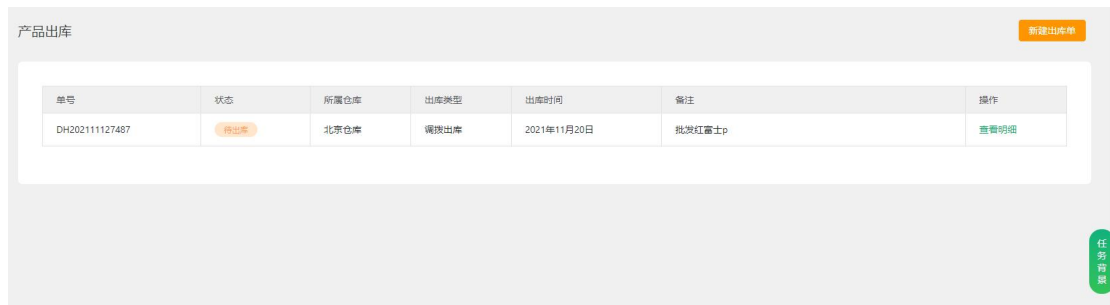 产品出库
新建出库单
单号 状态 所属仓库 出库类型 出库时间 备注 操作
DH202111127487 待出库 北京仓库 调拨出库 2021年11月20日 批发红富士p 查看明细
任务背景